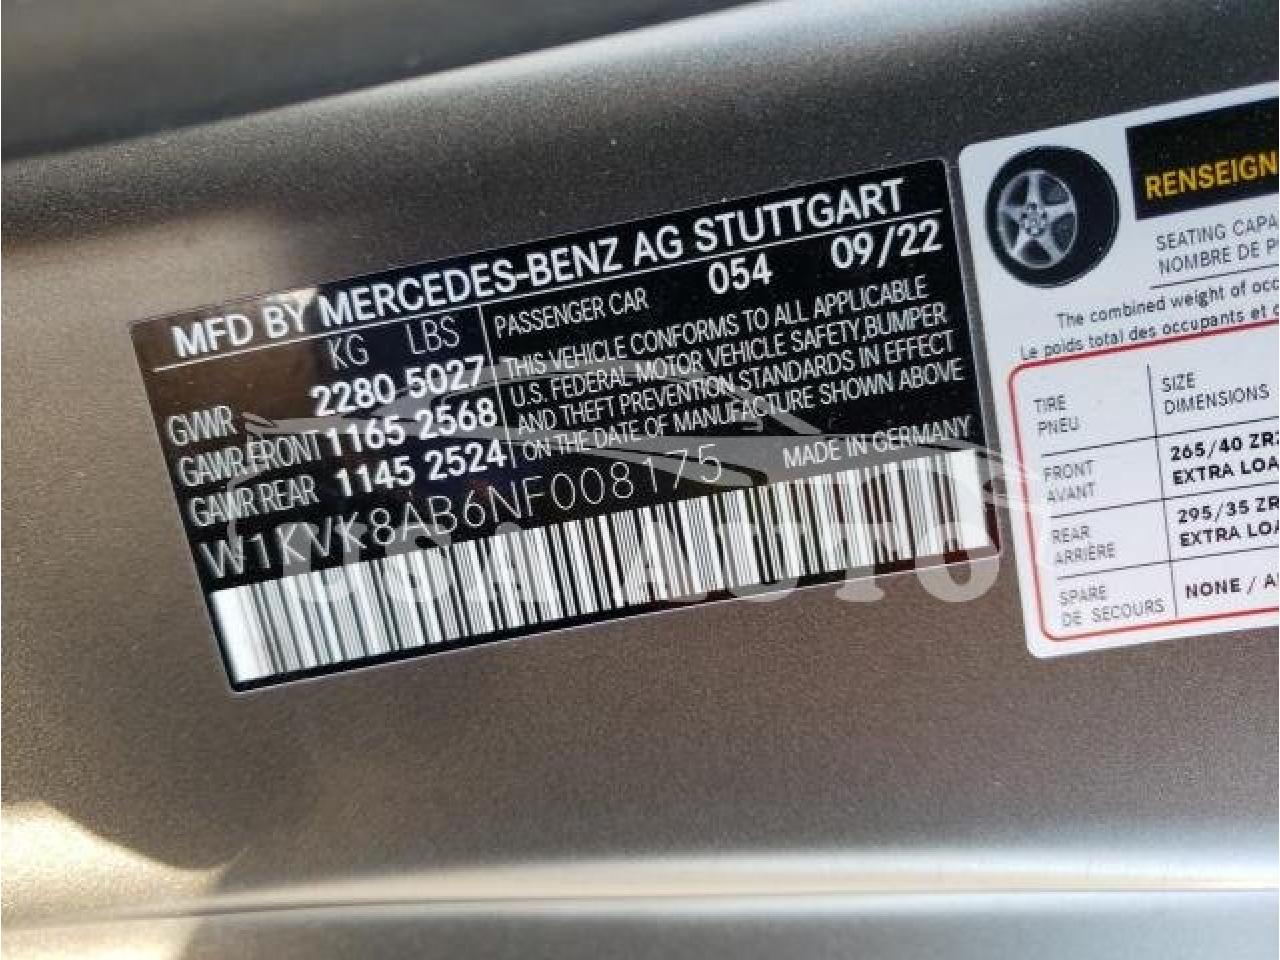 MFD BY MERCEDES-BENZ AG STUTTGART
KG LBS
GVWR 2280 5027
GAWR FRONT 1165 2568
GAWR REAR 1145 2524
PASSENGER CAR 054 09/22
THIS VEHICLE CONFORMS TO ALL APPLICABLE
U.S. FEDERAL MOTOR VEHICLE SAFETY, BUMPER
AND THEFT PREVENTION STANDARDS IN EFFECT
ON THE DATE OF MANUFACTURE SHOWN ABOVE
W1KVK8AB6NF008175 MADE IN GERMANY
USA AUTO
RENSEIGN
SEATING CAPA
NOMBRE DE P
The combined weight of occ
Le poids total des occupants et
TIRE SIZE
PNEU DIMENSIONS
FRONT 265/40 ZR
AVANT EXTRA LOA
REAR 295/35 ZR
ARRIÈRE EXTRA LOA
SPARE NONE / A
DE SECOURS